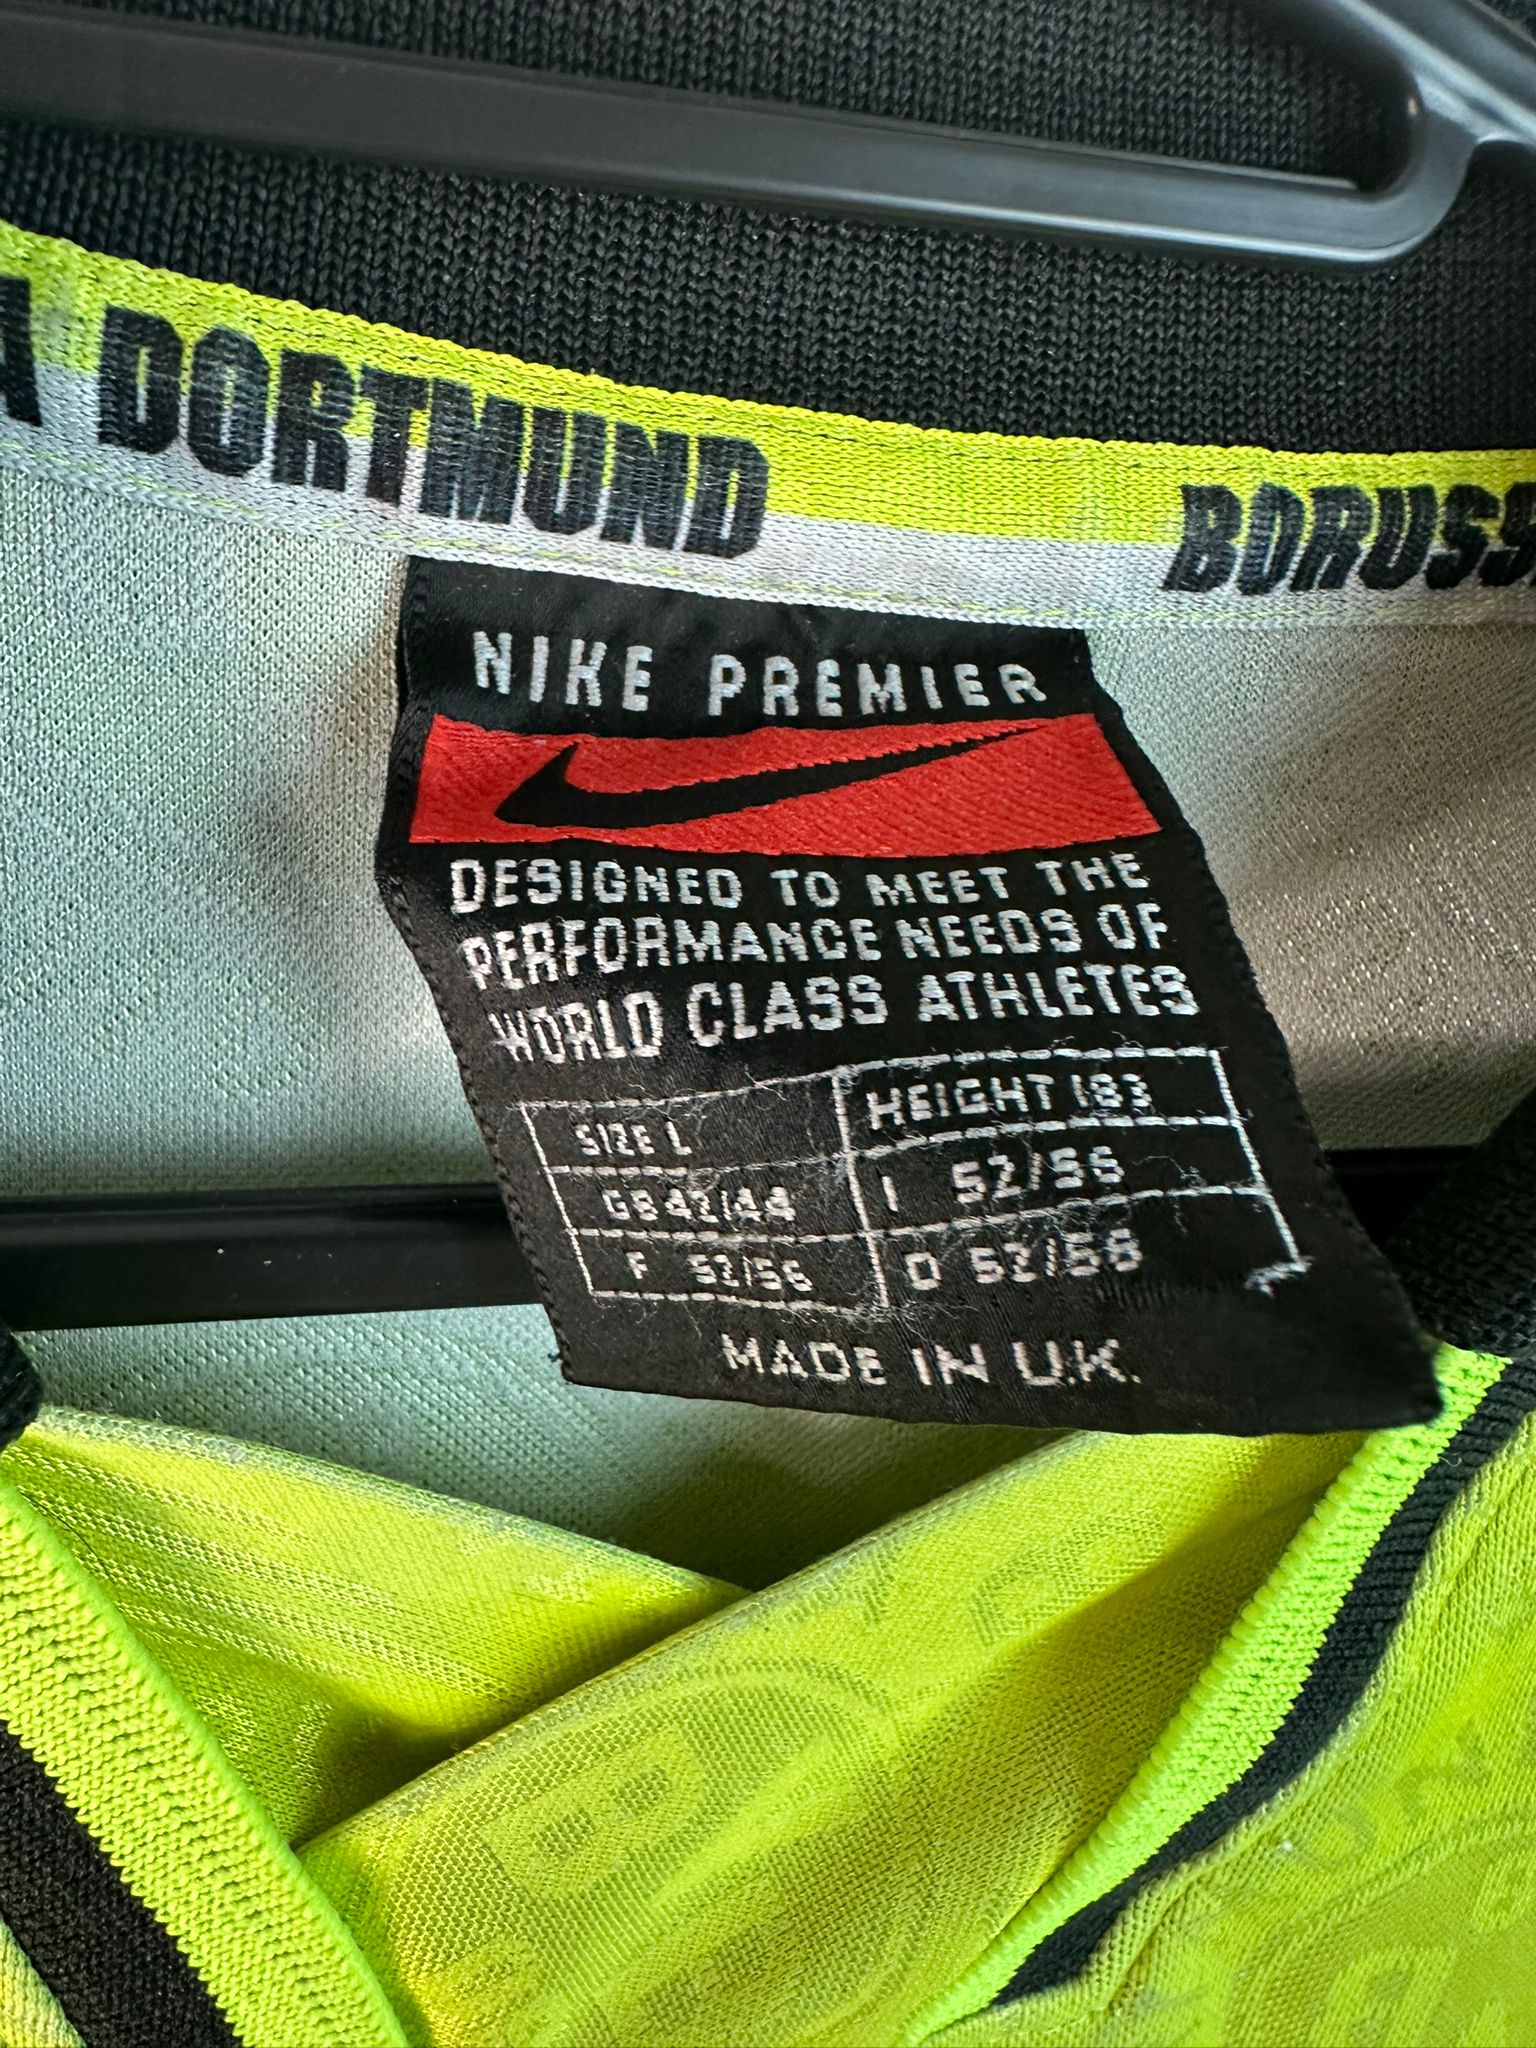 A DORTMUND BORUSS
NIKE PREMIER
DESIGNED TO MEET THE
PERFORMANCE NEEDS OF
WORLD CLASS ATHLETES
SIZE L HEIGHT 183
GB 42/44 I 52/56
F 52/56 D 52/56
MADE IN U.K.